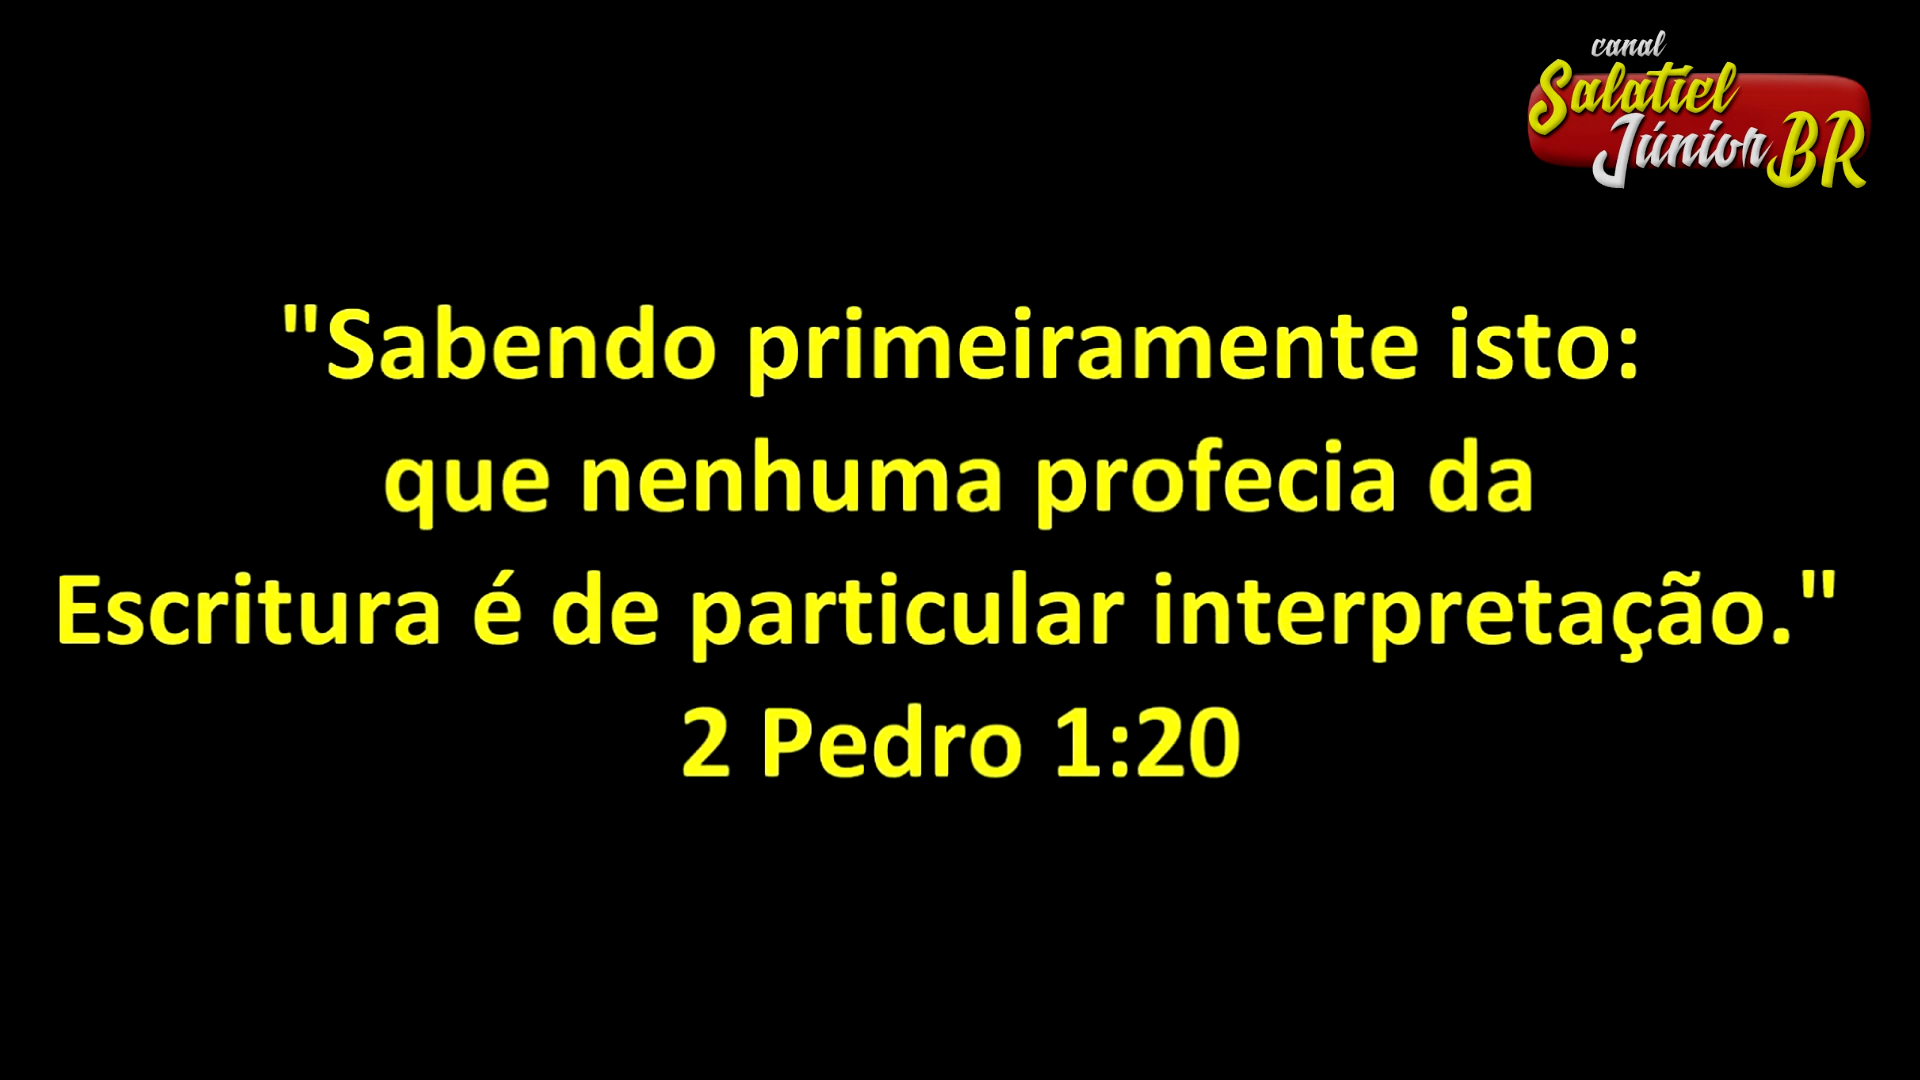 canal
Salatiel
Júnior BR
"Sabendo primeiramente isto:
que nenhuma profecia da
Escritura é de particular interpretação."
2 Pedro 1:20